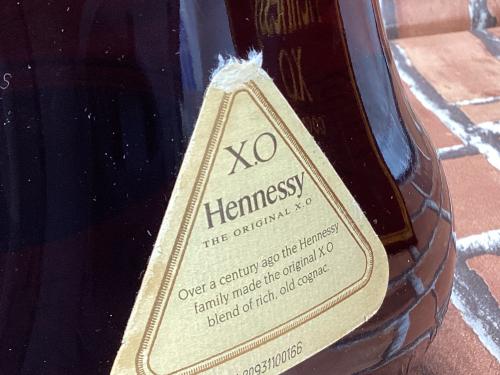 X.O
Hennessy
THE ORIGINAL X.O
Over a century ago the Hennessy
family made the original X O
blend of rich, old cognac.